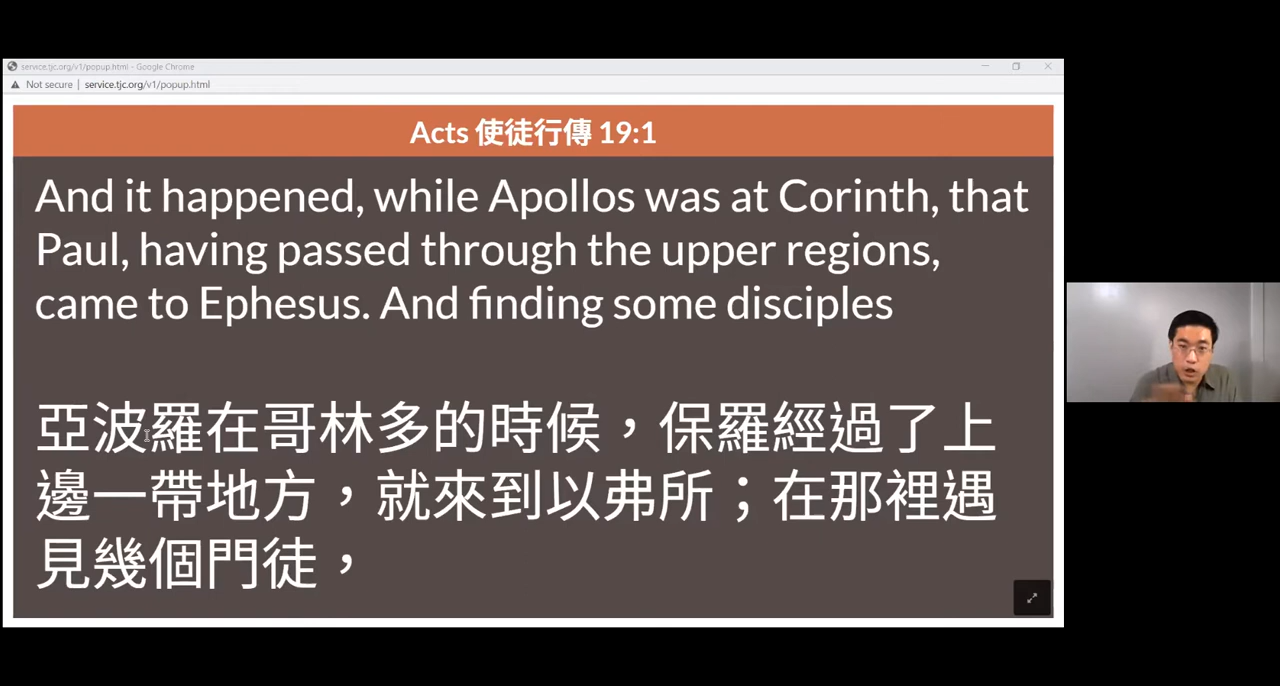 service.tjc.org/v1/popup.html - Google Chrome
Not secure | service.tjc.org/v1/popup.html
Acts 使徒行傳 19:1
And it happened, while Apollos was at Corinth, that
Paul, having passed through the upper regions,
came to Ephesus. And finding some disciples
亞波羅在哥林多的時候，保羅經過了上
邊一帶地方，就來到以弗所；在那裡遇
見幾個門徒，